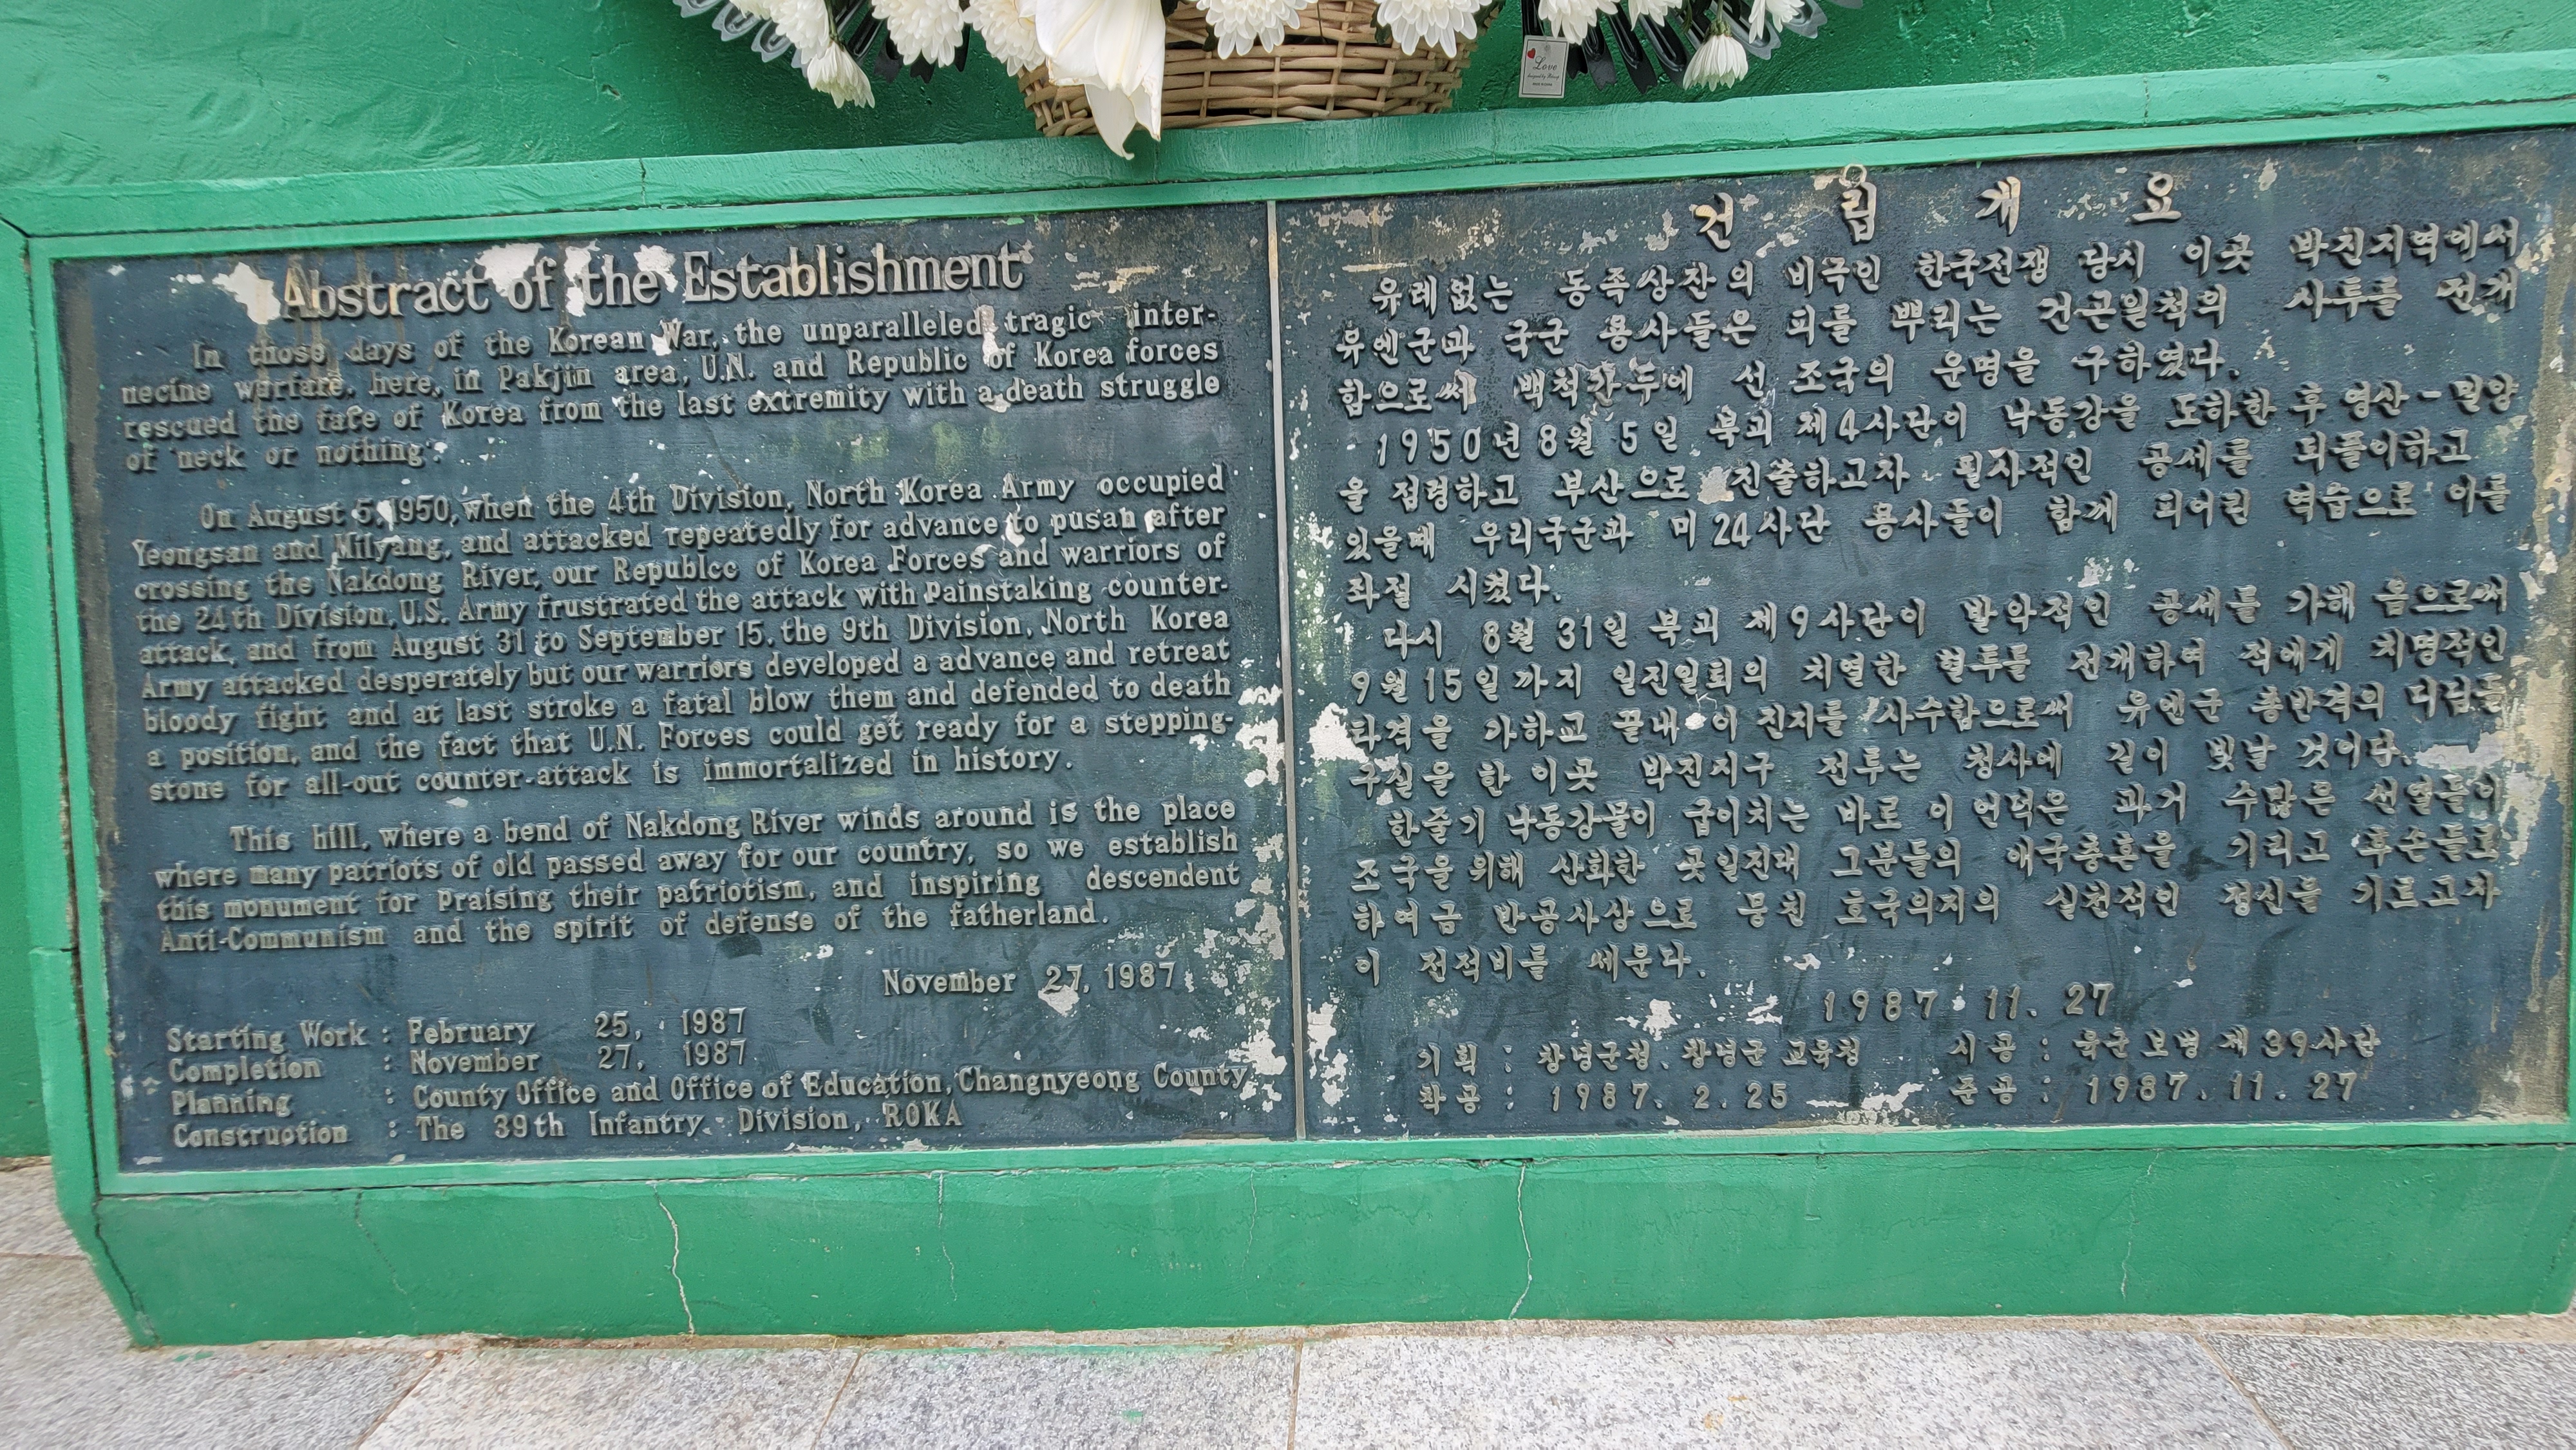 Love
Abstract of the Establishment
In those days of the Korean War, the unparalleled tragic inter-
necine warfare, here, in Pakjin area, U.N. and Republic of Korea forces
rescued the fate of Korea from the last extremity with a death struggle
of neck or nothing.
On August 5, 1950, when the 4th Division, North Korea Army occupied
Yeongsan and Milyang, and attacked repeatedly for advance to pusan after
crossing the Nakdong River, our Republcc of Korea Forces and warriors of
the 24th Division, U.S. Army frustrated the attack with Painstaking counter-
attack, and from August 31 to September 15, the 9th Division, North Korea
Army attacked desperately but our warriors developed a advance and retreat
bloody fight and at last stroke a fatal blow them and defended to death
a position, and the fact that U.N. Forces could get ready for a stepping-
stone for all-out counter-attack is immortalized in history.
This hill, where a bend of Nakdong River winds around is the place
where many patriots of old passed away for our country, so we establish
this monument for Praising their patriotism, and inspiring descendent
Anti-Communism and the spirit of defense of the fatherland.
November 27, 1987
Starting Work : Pebruary 25, 1987
Completion : November 27, 1987
Planning : County Office and Office of Education, Changnyeong County
Construction : The 39th Infantry Division, ROKA
건립개요
유례없는 동족상잔의 비극인 한국전쟁 당시 이곳 박진지역에서
유엔군과 국군 용사들은 피를 뿌리는 건곤일척의 사투를 전개
함으로써 백척간두에 선 조국의 운명을 구하였다.
1950년 8월 5일 북괴 제4사단이 낙동강을 도하한 후 영산-밀양
을 점령하고 부산으로 진출하고자 필사적인 공세를 되풀이하고
있을때 우리국군과 미 24사단 용사들이 함께 피어린 역습으로 이를
좌절 시켰다.
다시 8월 31일 북괴 제9사단이 발악적인 공세를 가해 옴으로써
9월 15일까지 일진일퇴의 치열한 혈투를 전개하여 적에게 치명적인
타격을 가하고 끝내 이 진지를 사수함으로써 유엔군 총반격의 디딤돌
구실을 한 이곳 박진지구 전투는 청사에 길이 빛날 것이다.
한줄기 낙동강물이 굽이치는 바로 이 언덕은 과거 수많은 선열들이
조국을 위해 산화한 곳일진대 그분들의 애국충혼을 기리고 후손들로
하여금 반공사상으로 뭉친 호국의지의 실천적인 정신을 기르고자
이 전적비를 세운다.
1987. 11. 27
기획 : 창녕군청. 창녕군 교육청 시공 : 육군 보병 제 39사단
착공 : 1987. 2. 25 준공 : 1987. 11. 27